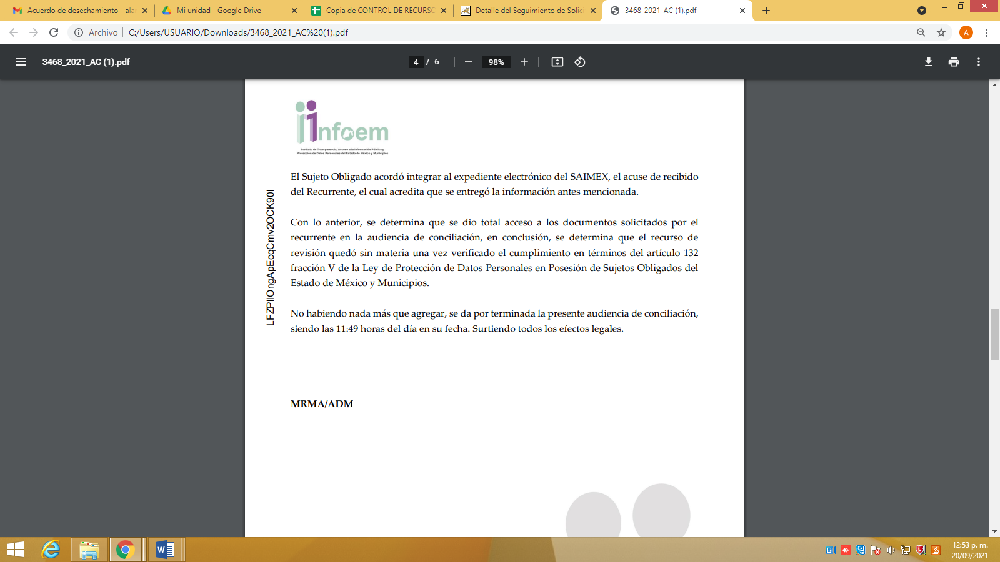 Acuerdo de desechamiento - alar
Mi unidad - Google Drive
Copia de CONTROL DE RECURSO
Detalle del Seguimiento de Solici
3468_2021_AC (1).pdf
Archivo
C:/Users/USUARIO/Downloads/3468_2021_AC%20(1).pdf
A
3468_2021_AC (1).pdf
4 / 6
98%
infoem
Instituto de Transparencia, Acceso a la Información Pública y
Protección de Datos Personales del Estado de México y Municipios
El Sujeto Obligado acordó integrar al expediente electrónico del SAIMEX, el acuse de recibido
del Recurrente, el cual acredita que se entregó la información antes mencionada.
Con lo anterior, se determina que se dio total acceso a los documentos solicitados por el
recurrente en la audiencia de conciliación, en conclusión, se determina que el recurso de
revisión quedó sin materia una vez verificado el cumplimiento en términos del artículo 132
fracción V de la Ley de Protección de Datos Personales en Posesión de Sujetos Obligados del
Estado de México y Municipios.
No habiendo nada más que agregar, se da por terminada la presente audiencia de conciliación,
siendo las 11:49 horas del día en su fecha. Surtiendo todos los efectos legales.
MRMA/ADM
12:53 p. m.
20/09/2021